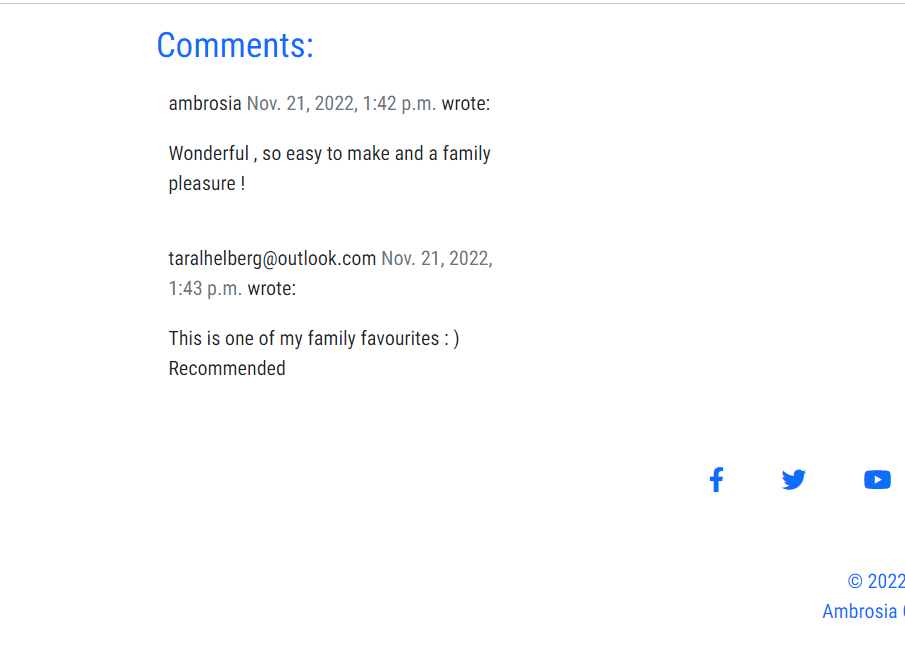 Comments:
ambrosia Nov. 21, 2022, 1:42 p.m. wrote:
Wonderful , so easy to make and a family
pleasure !
taralhelberg@outlook.com Nov. 21, 2022,
1:43 p.m. wrote:
This is one of my family favourites : )
Recommended
© 2022
Ambrosia